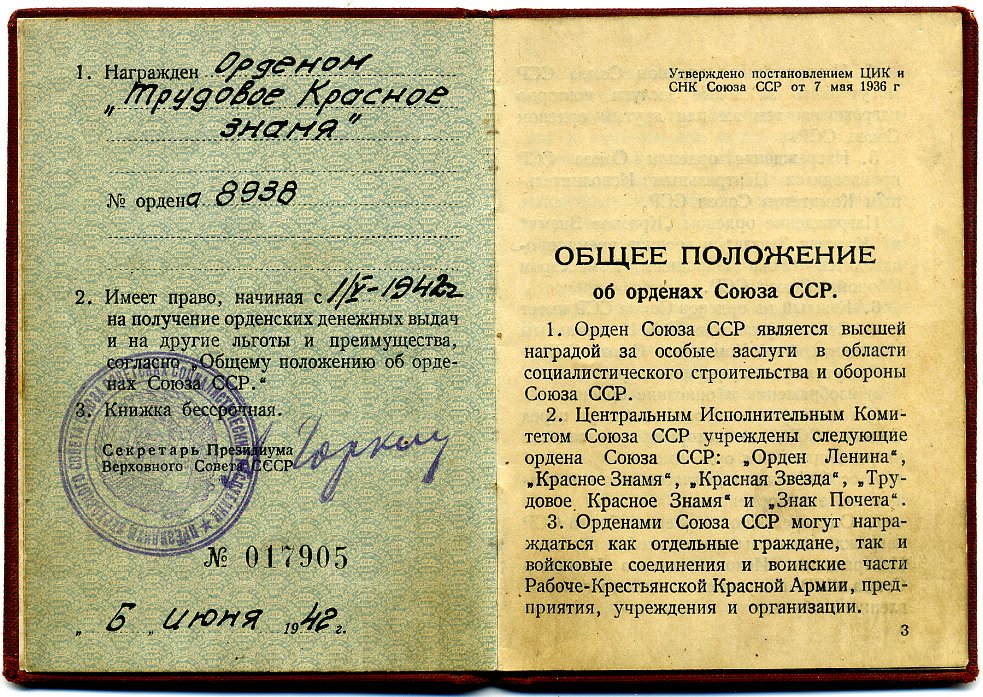 1. Награжден Орденом
„Трудовое Красное
знамя"
№ ордена 8938
2. Имеет право, начиная с 1/V-1942г
на получение орденских денежных выдач
и на другие льготы и преимущества,
согласно „Общему положению об орде-
нах Союза ССР.“
3. Книжка бессрочная.
Секретарь Президиума
Верховного Совета СССР
№ 017905
„ 5 „ Июня 1942 г.
Утверждено постановлением ЦИК и
СНК Союза ССР от 7 мая 1936 г
ОБЩЕЕ ПОЛОЖЕНИЕ
об орденах Союза ССР.
1. Орден Союза ССР является высшей
наградой за особые заслуги в области
социалистического строительства и обороны
Союза ССР.
2. Центральным Исполнительным Коми-
тетом Союза ССР учреждены следующие
ордена Союза ССР: „Орден Ленина“,
„Красное Знамя“, „Красная Звезда“, „Тру-
довое Красное Знамя“ и „Знак Почета“.
3. Орденами Союза ССР могут награ-
ждаться как отдельные граждане, так и
войсковые соединения и воинские части
Рабоче-Крестьянской Красной Армии, пред-
приятия, учреждения и организации.
3